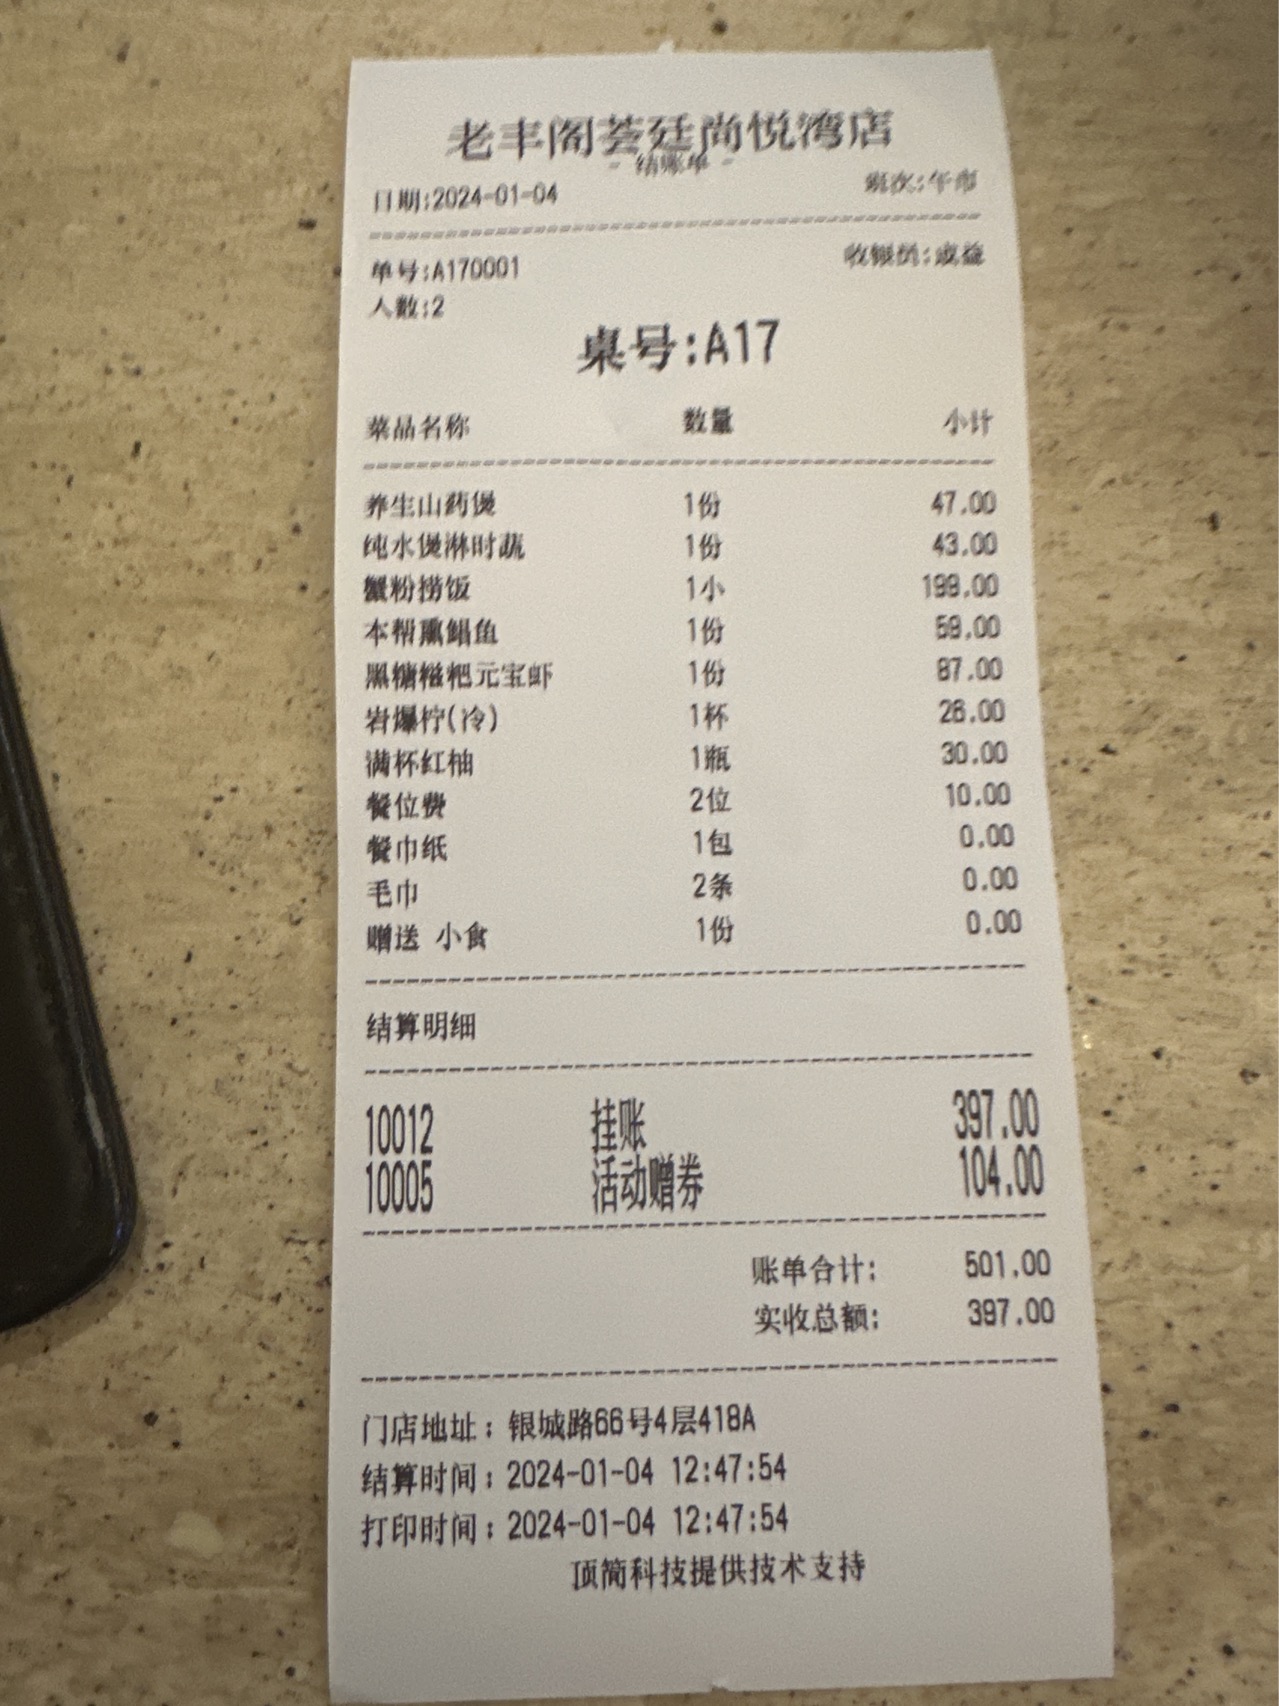 老丰阁荟廷尚悦湾店
- 结账单 -
日期:2024-01-04 班次:午市
单号:A170001 收银员:
人数:2
桌号:A17
菜品名称 数量 小计
养生山药煲 1份 47.00
纯水煲淋时蔬 1份 43.00
蟹粉捞饭 1小 199.00
本帮熏鲳鱼 1份 59.00
黑糖糍粑元宝虾 1份 87.00
岩爆柠(冷) 1杯 26.00
满杯红柚 1瓶 30.00
餐位费 2位 10.00
餐巾纸 1包 0.00
毛巾 2条 0.00
赠送 小食 1份 0.00
结算明细
10012 挂账 397.00
10005 活动赠券 104.00
账单合计: 501.00
实收总额: 397.00
门店地址: 银城路66号4层418A
结算时间: 2024-01-04 12:47:54
打印时间: 2024-01-04 12:47:54
顶简科技提供技术支持